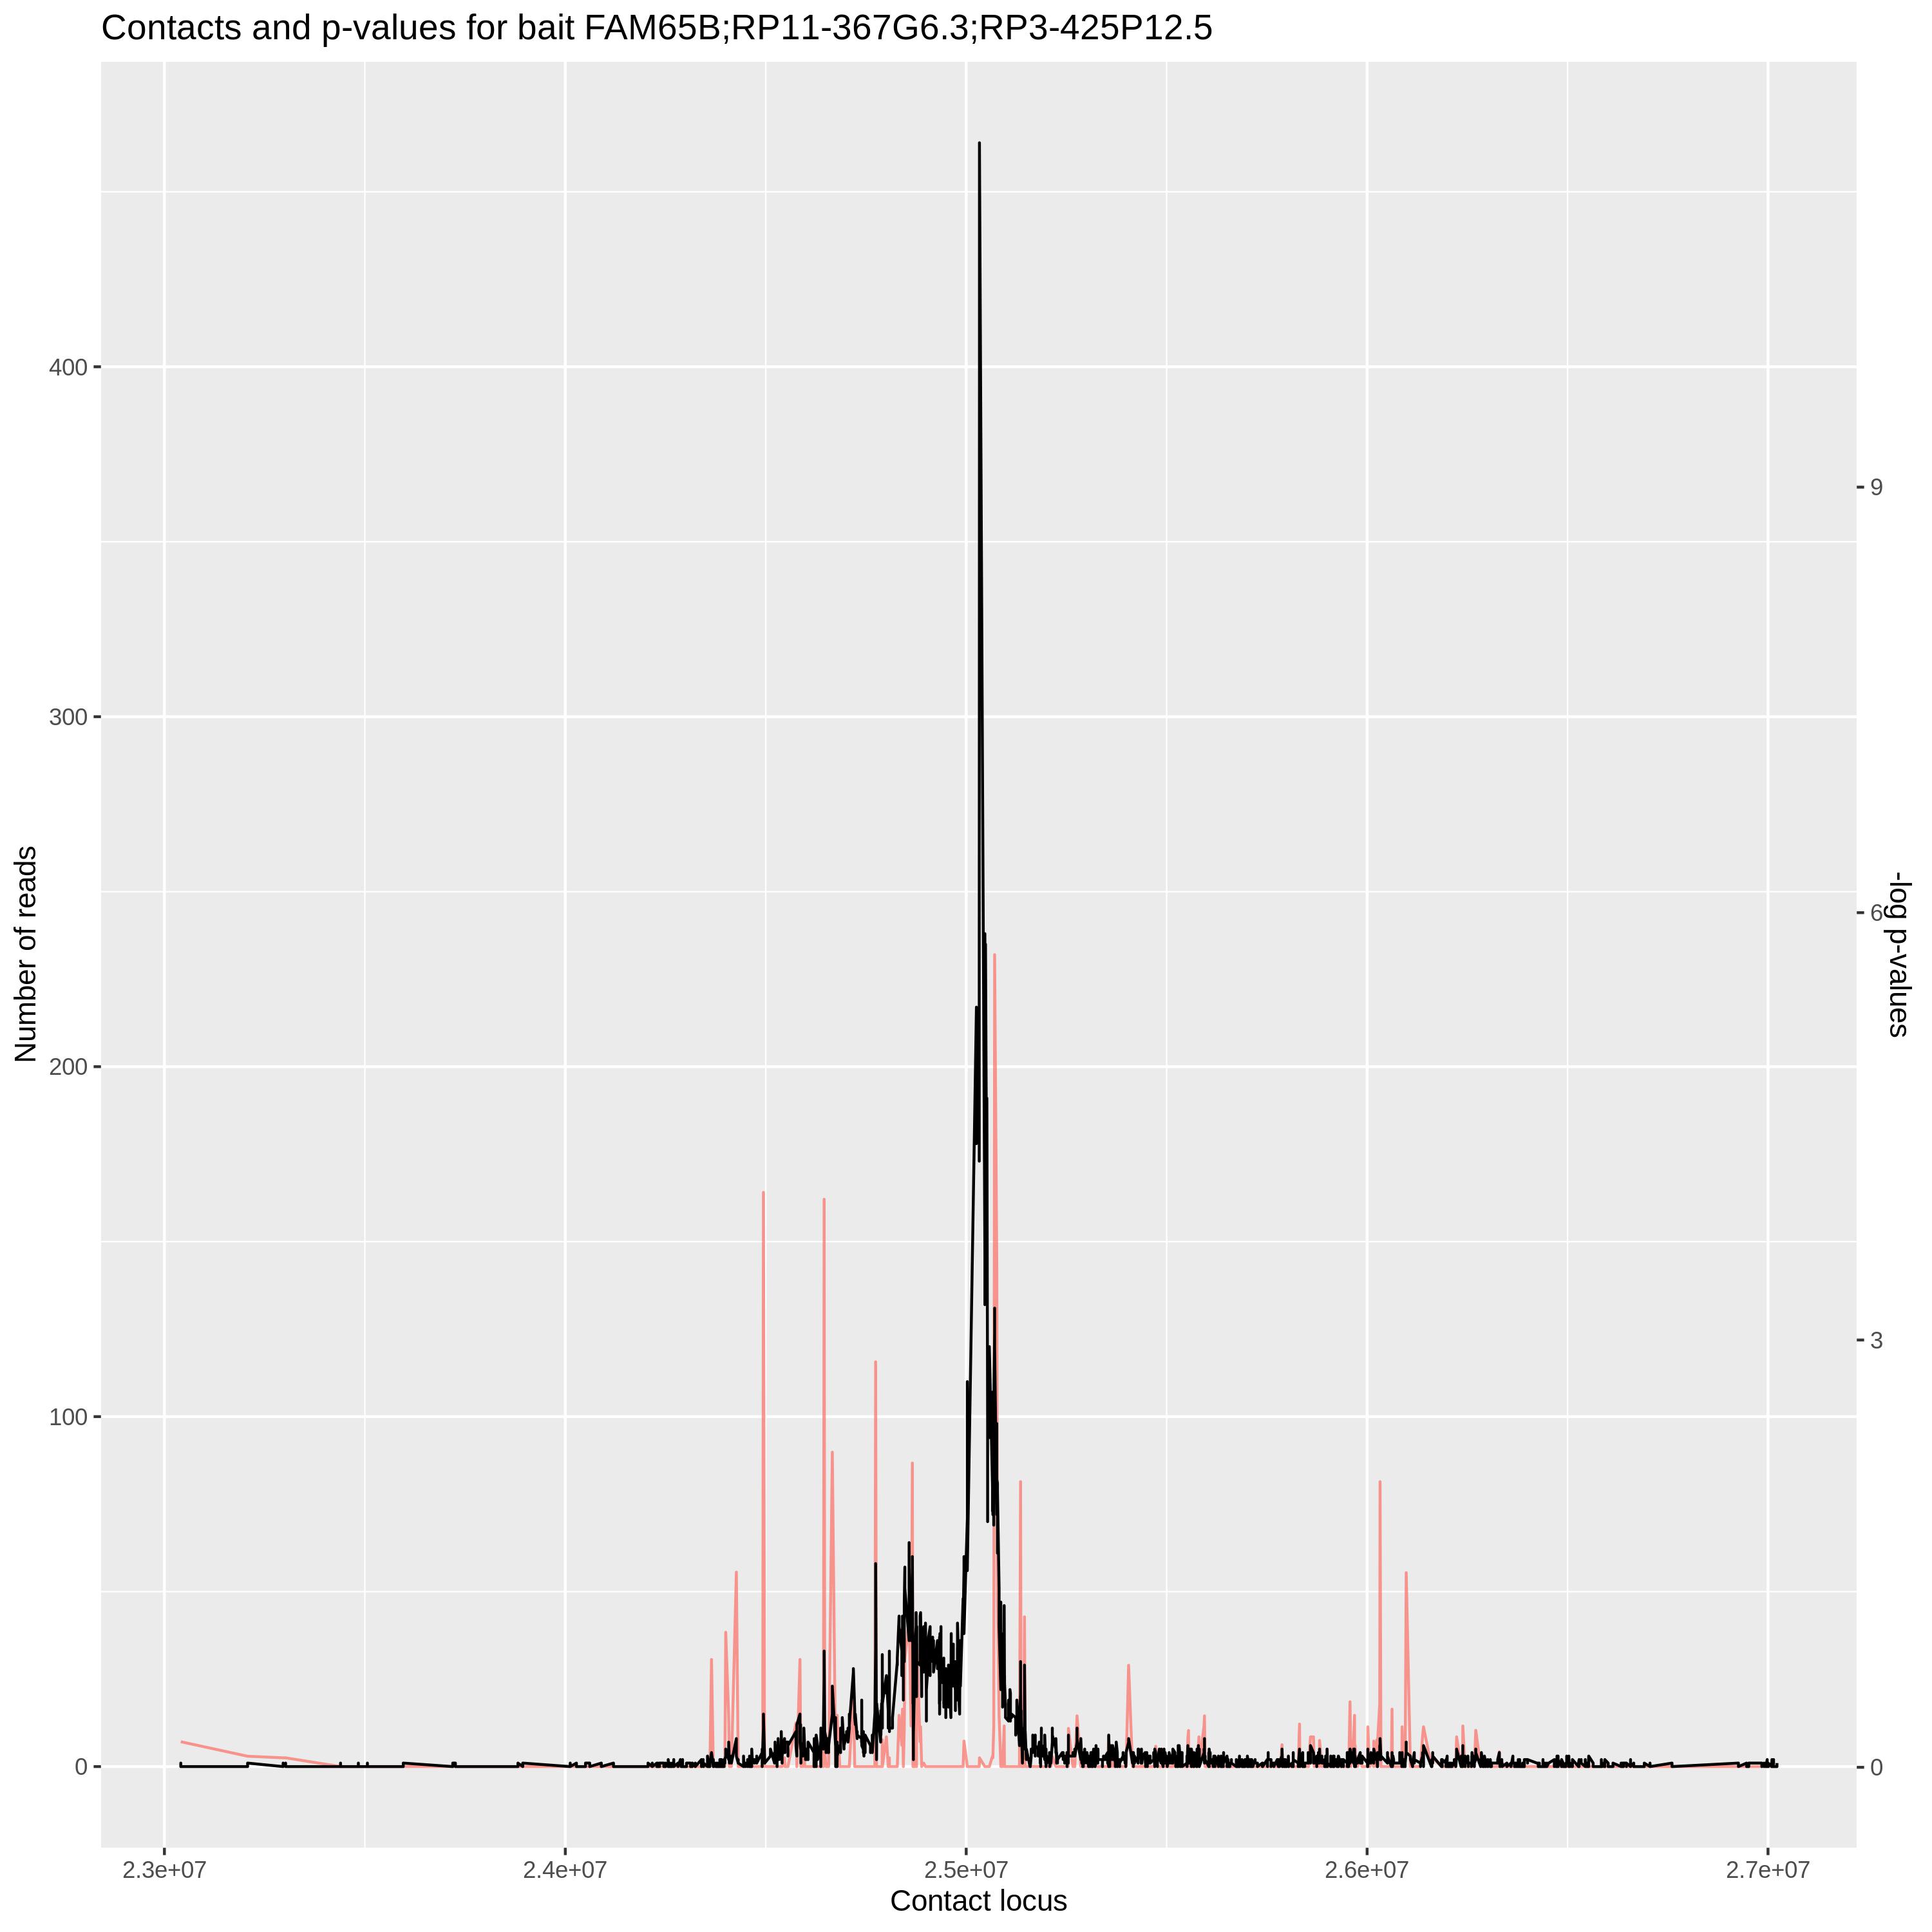 Contacts and p-values for bait FAM65B;RP11-367G6.3;RP3-425P12.5
400
300
200
100
0
Number of reads
9
6
3
0
-log p-values
2.3e+07 2.4e+07 2.5e+07 2.6e+07 2.7e+07
Contact locus